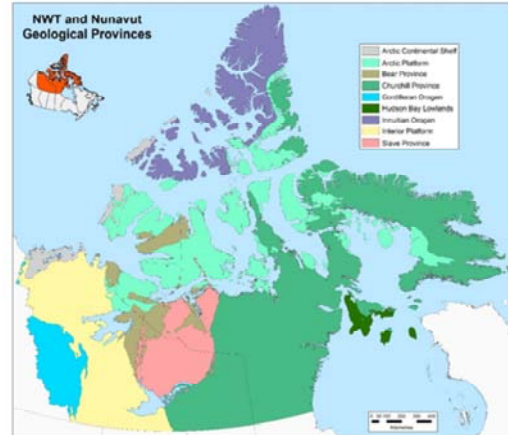 NWT and Nunavut
Geological Provinces
Arctic Continental Shelf
Arctic Platform
Bear Province
Churchill Province
Cordilleran Orogen
Hudson Bay Lowlands
Innuitian Orogen
Interior Platform
Slave Province
Kilometres